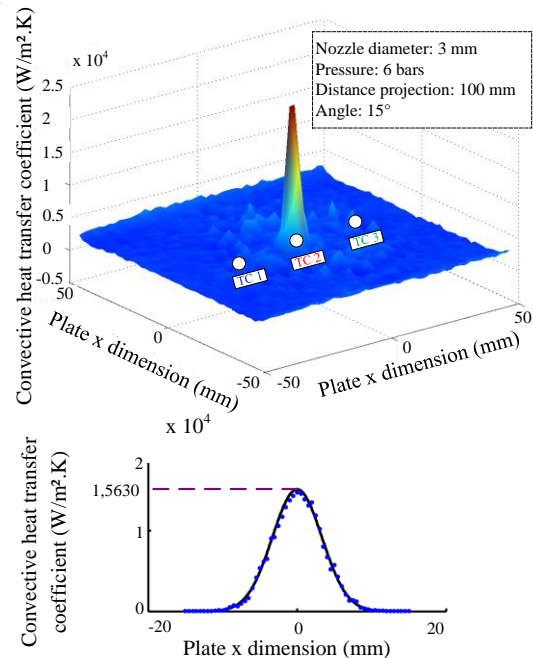 x 10⁴
Convective heat transfer coefficient (W/m².K)
2.5
2
1.5
1
0.5
0
-0.5
50
0
-50
-50
0
50
Plate x dimension (mm)
Plate x dimension (mm)
Nozzle diameter: 3 mm
Pressure: 6 bars
Distance projection: 100 mm
Angle: 15°
TC 1
TC 2
TC 3
x 10⁴
Convective heat transfer
coefficient (W/m².K)
2
1,5630
1
0
-20
0
20
Plate x dimension (mm)